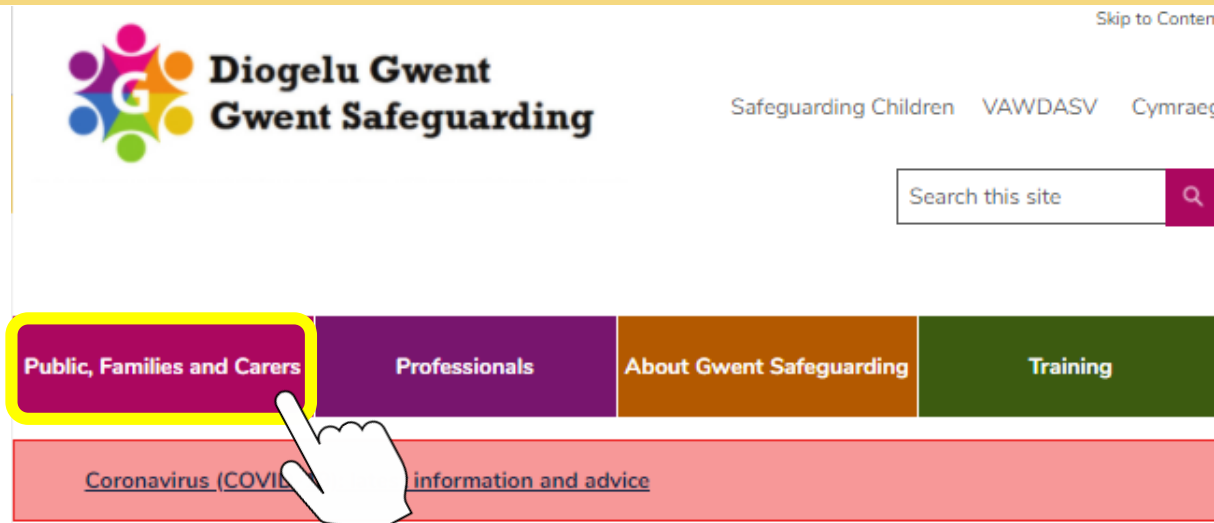 Skip to Conten
Diogelu Gwent
Gwent Safeguarding
G
Safeguarding Children VAWDASV Cymraeg
Search this site
Public, Families and Carers Professionals About Gwent Safeguarding Training
Coronavirus (COVI information and advice